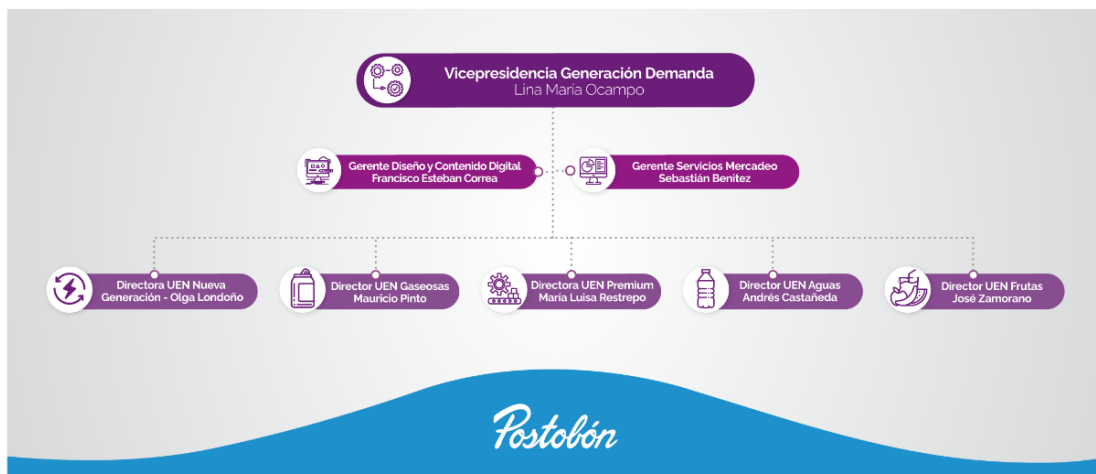 Vicepresidencia Generación Demanda
Lina María Ocampo
Gerente Diseño y Contenido Digital
Francisco Esteban Correa
Gerente Servicios Mercadeo
Sebastián Benitez
Directora UEN Nueva
Generación - Olga Londoño
Director UEN Gaseosas
Mauricio Pinto
Directora UEN Premium
María Luisa Restrepo
Director UEN Aguas
Andrés Castañeda
Director UEN Frutas
José Zamorano
Postobón